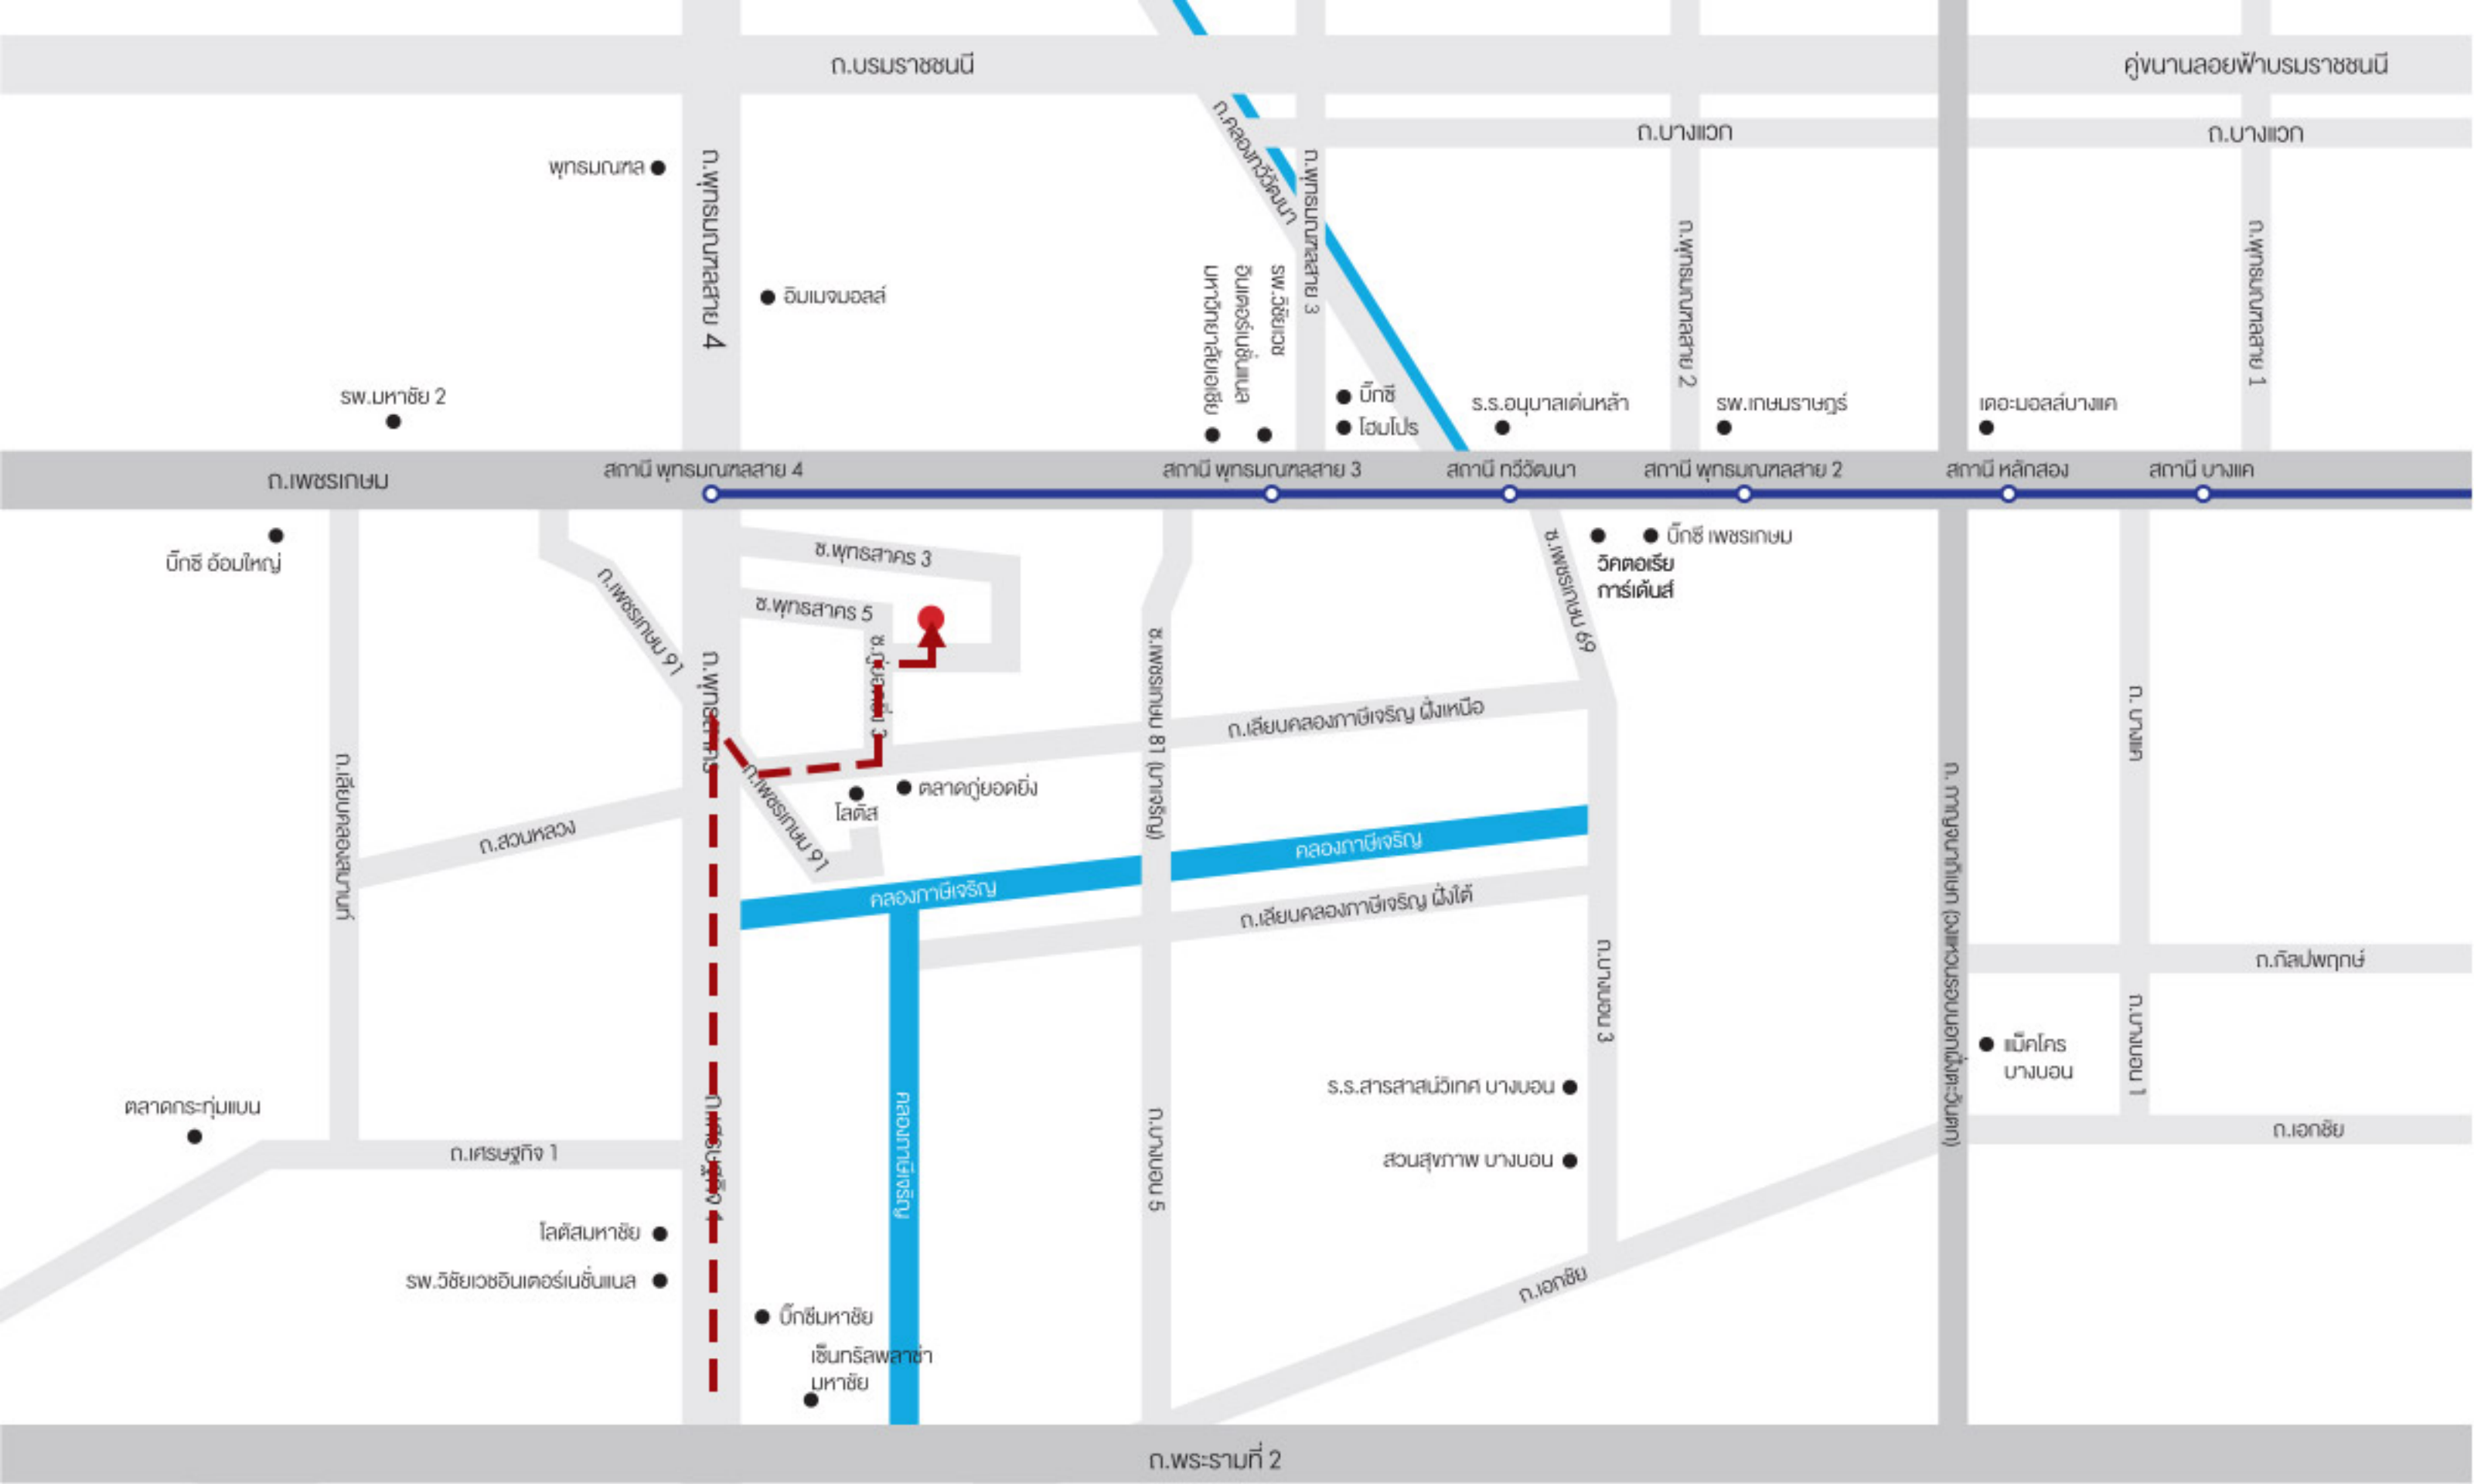 ถ.บรมราชชนนี
คู่ขนานลอยฟ้าบรมราชชนนี
ถ.คลองทวีวัฒนา
ถ.บางแวก
ถ.บางแวก
พุทธมณฑล
ถ.พุทธมณฑลสาย 4
ถ.พุทธมณฑลสาย 3
ถ.พุทธมณฑลสาย 2
ถ.พุทธมณฑลสาย 1
อิมเมจมอลล์
มหาวิทยาลัยเอเชีย
อินเตอร์เนชั่นแนล
รพ.วิชัยเวช
รพ.มหาชัย 2
บิ๊กซี
โฮมโปร
ร.ร.อนุบาลเด่นหล้า
รพ.เกษมราษฎร์
เดอะมอลล์บางแค
ถ.เพชรเกษม
สถานี พุทธมณฑลสาย 4
สถานี พุทธมณฑลสาย 3
สถานี ทวีวัฒนา
สถานี พุทธมณฑลสาย 2
สถานี หลักสอง
สถานี บางแค
บิ๊กซี อ้อมใหญ่
ถ.เพชรเกษม 91
ซ.พุทธสาคร 3
ซ.พุทธสาคร 5
ซ.เพชรเกษม 69
บิ๊กซี เพชรเกษม
วิคตอเรีย
การ์เด้นส์
ถ.พุทธสาคร
ซ.เพชรเกษม 81 (มาเจริญ)
ถ.เลียบคลองภาษีเจริญ ฝั่งเหนือ
ถ. บางแค
ถ.เลียบคลองสมานท์
ถ.สวนหลวง
ถ.เพชรเกษม 91
โลตัส
ตลาดภู่ยอดยิ่ง
คลองภาษีเจริญ
คลองภาษีเจริญ
ถ.เลียบคลองภาษีเจริญ ฝั่งใต้
ถ.บางบอน 3
ถ. กาญจนาภิเษก (วงแหวนรอบนอกฝั่งตะวันตก)
ถ.กัลปพฤกษ์
แม็คโคร
บางบอน
ถ.บางบอน 1
ตลาดกระทุ่มแบน
ถ.เศรษฐกิจ 1
ถ.เศรษฐกิจ 1
คลองภาษีเจริญ
ถ.บางบอน 5
ร.ร.สารสาสน์วิเทศ บางบอน
สวนสุขภาพ บางบอน
ถ.เอกชัย
โลตัสมหาชัย
รพ.วิชัยเวชอินเตอร์เนชั่นแนล
บิ๊กซีมหาชัย
เซ็นทรัลพลาซ่า
มหาชัย
ถ.เอกชัย
ถ.พระรามที่ 2